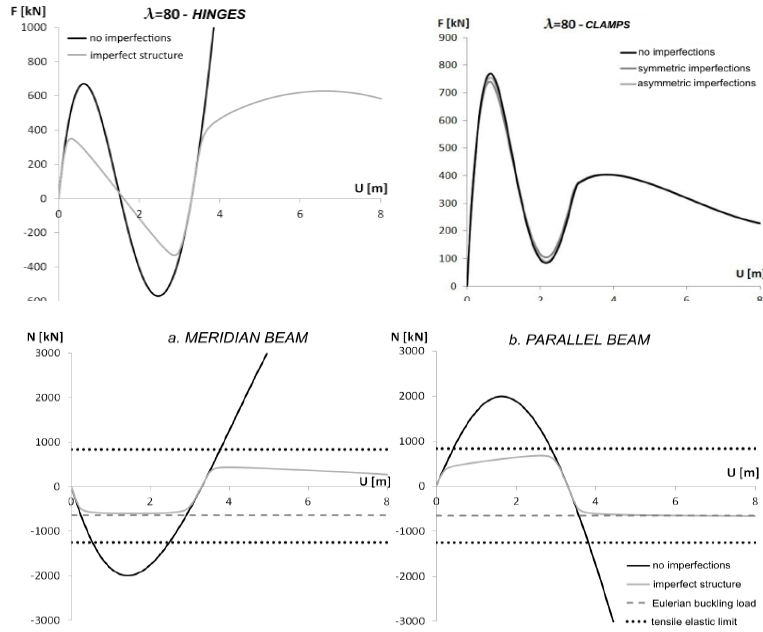 F [kN]
λ=80 - HINGES
no imperfections
imperfect structure
1000
800
600
400
200
0
-200
-400
600
0
2
4
6
8
U [m]
F [kN]
λ=80 - CLAMPS
no imperfections
symmetric imperfections
asymmetric imperfections
900
800
700
600
500
400
300
200
100
0
0
2
4
6
8
U [m]
N [kN]
a. MERIDIAN BEAM
3000
2000
1000
0
-1000
-2000
-3000
0
2
4
6
8
U [m]
N [kN]
b. PARALLEL BEAM
3000
2000
1000
0
-1000
-2000
-3000
0
2
4
6
8
U [m]
no imperfections
imperfect structure
Eulerian buckling load
tensile elastic limit